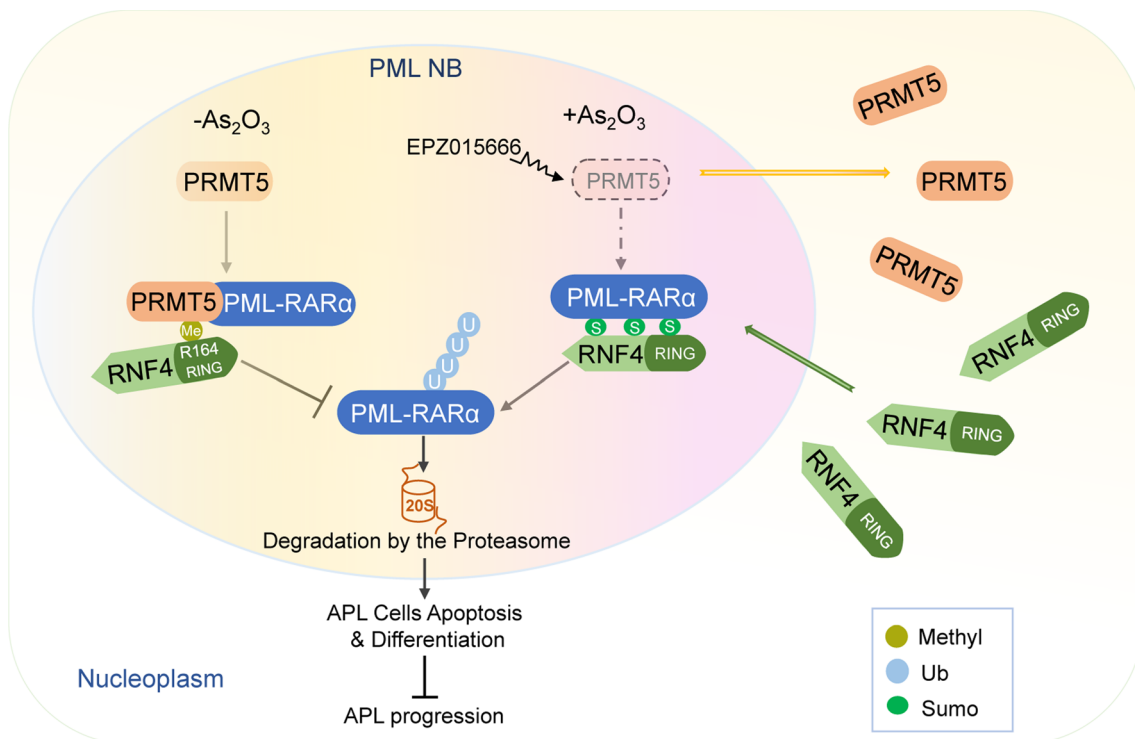 PML NB
-As₂O₃
+As₂O₃
EPZ015666
PRMT5
PRMT5
PRMT5
PRMT5
PRMT5
PRMT5
PML-RARα
Me
RNF4
R164
RING
PML-RARα
S
S
S
RNF4
RING
U
U
U
U
PML-RARα
20S
Degradation by the Proteasome
APL Cells Apoptosis
& Differentiation
APL progression
RNF4
RING
RNF4
RING
RNF4
RING
Nucleoplasm
Methyl
Ub
S
Sumo